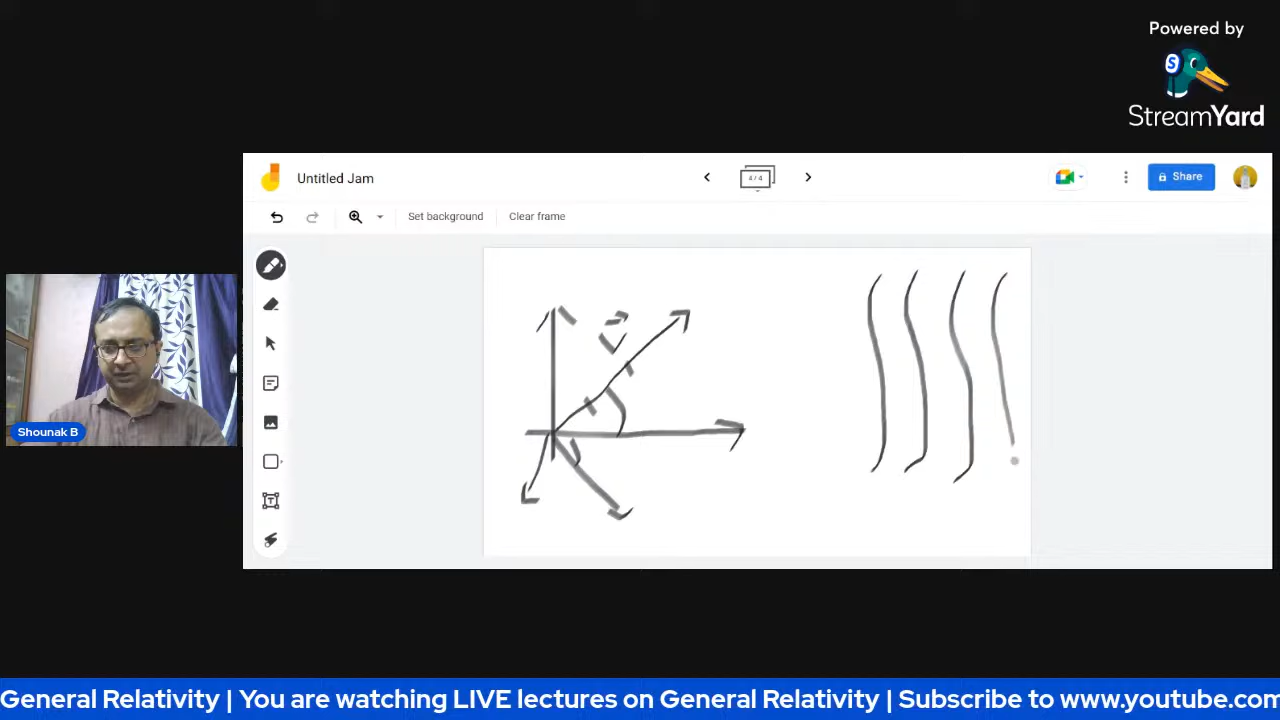 Powered by
S
StreamYard
Untitled Jam
4 / 4
Share
Set background
Clear frame
V
T
Shounak B
General Relativity | You are watching LIVE lectures on General Relativity | Subscribe to www.youtube.com